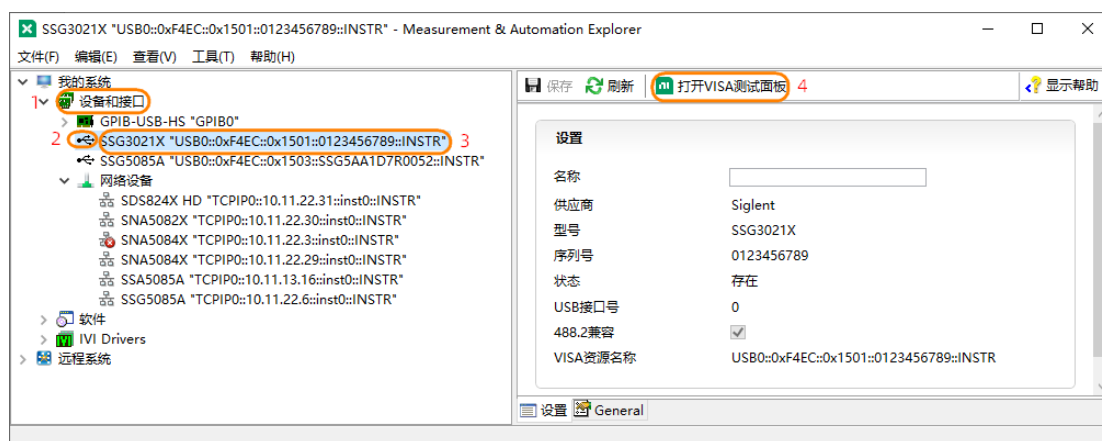 SSG3021X "USB0::0xF4EC::0x1501::0123456789::INSTR" - Measurement & Automation Explorer
文件(F) 编辑(E) 查看(V) 工具(T) 帮助(H)
我的系统
1 设备和接口
GPIB-USB-HS "GPIB0"
2 SSG3021X "USB0::0xF4EC::0x1501::0123456789::INSTR" 3
SSG5085A "USB0::0xF4EC::0x1503::SSG5AA1D7R0052::INSTR"
网络设备
SDS824X HD "TCPIP0::10.11.22.31::inst0::INSTR"
SNA5082X "TCPIP0::10.11.22.30::inst0::INSTR"
SNA5084X "TCPIP0::10.11.22.3::inst0::INSTR"
SNA5084X "TCPIP0::10.11.22.29::inst0::INSTR"
SSA5085A "TCPIP0::10.11.13.16::inst0::INSTR"
SSG5085A "TCPIP0::10.11.22.6::inst0::INSTR"
软件
IVI IVI Drivers
远程系统
保存 刷新 打开VISA测试面板 4 显示帮助
设置
名称
供应商 Siglent
型号 SSG3021X
序列号 0123456789
状态 存在
USB接口号 0
488.2兼容
VISA资源名称 USB0::0xF4EC::0x1501::0123456789::INSTR
设置 General